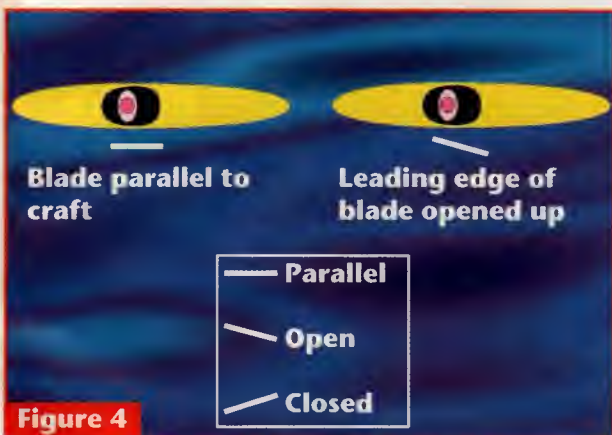 Blade parallel to
craft
Leading edge of
blade opened up
Parallel
Open
Closed
Figure 4